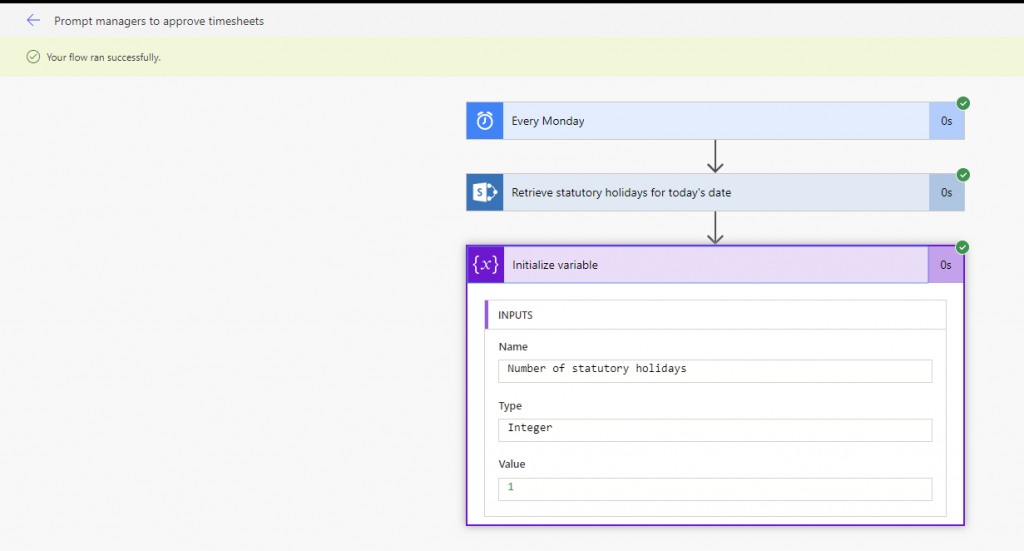 Prompt managers to approve timesheets
Your flow ran successfully.
Every Monday
0s
S
Retrieve statutory holidays for today's date
0s
{x}
Initialize variable
0s
INPUTS
Name
Number of statutory holidays
Type
Integer
Value
1